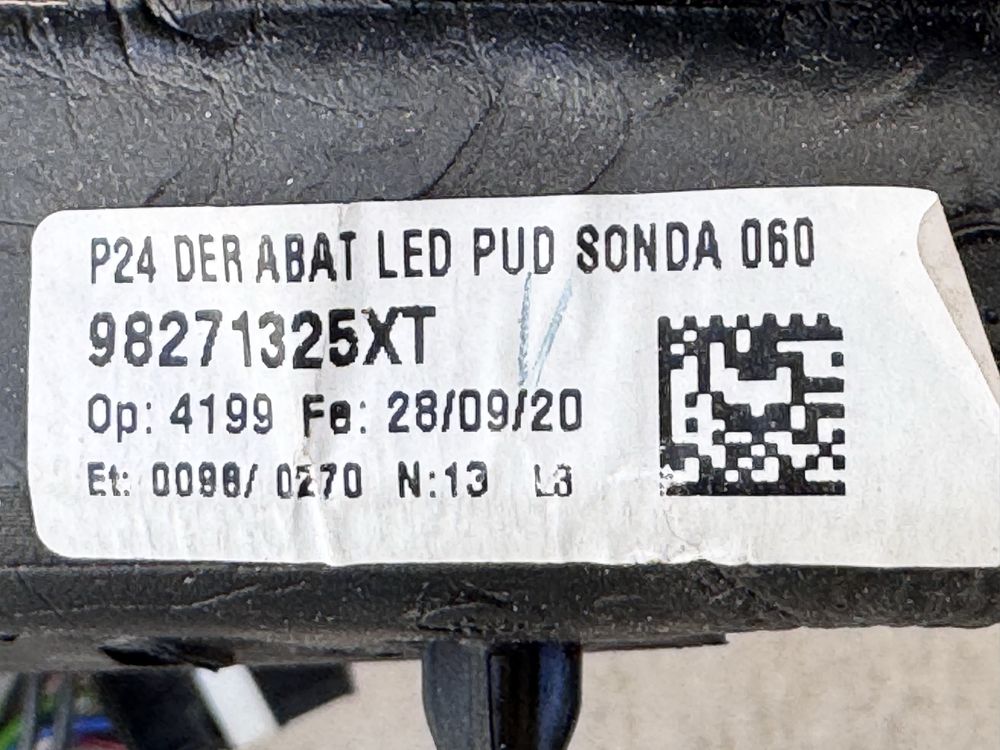 P24 DER ABAT LED PUD SONDA 060
98271325XT
Op: 4199 Fe: 28/09/20
Et: 0098/ 0270 N:13 L3